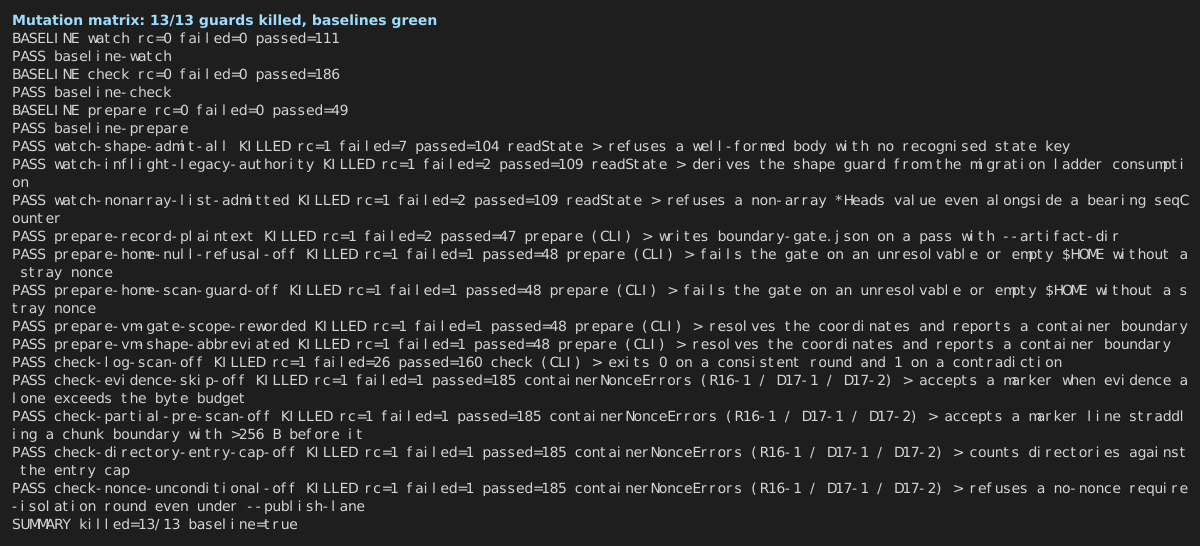 Mutation matrix: 13/13 guards killed, baselines green
BASELINE watch rc=0 failed=0 passed=111
PASS baseline-watch
BASELINE check rc=0 failed=0 passed=186
PASS baseline-check
BASELINE prepare rc=0 failed=0 passed=49
PASS baseline-prepare
PASS watch-shape-admit-all KILLED rc=1 failed=7 passed=104 readState > refuses a well-formed body with no recognised state key
PASS watch-inflight-legacy-authority KILLED rc=1 failed=2 passed=109 readState > derives the shape guard from the migration ladder consumpti
on
PASS watch-nonarray-list-admitted KILLED rc=1 failed=2 passed=109 readState > refuses a non-array *Heads value even alongside a bearing seqC
ounter
PASS prepare-record-plaintext KILLED rc=1 failed=2 passed=47 prepare (CLI) > writes boundary-gate.json on a pass with --artifact-dir
PASS prepare-home-null-refusal-off KILLED rc=1 failed=1 passed=48 prepare (CLI) > fails the gate on an unresolvable or empty $HOME without a
 stray nonce
PASS prepare-home-scan-guard-off KILLED rc=1 failed=1 passed=48 prepare (CLI) > fails the gate on an unresolvable or empty $HOME without a s
tray nonce
PASS prepare-vm-gate-scope-reworded KILLED rc=1 failed=1 passed=48 prepare (CLI) > resolves the coordinates and reports a container boundary
PASS prepare-vm-shape-abbreviated KILLED rc=1 failed=1 passed=48 prepare (CLI) > resolves the coordinates and reports a container boundary
PASS check-log-scan-off KILLED rc=1 failed=26 passed=160 check (CLI) > exits 0 on a consistent round and 1 on a contradiction
PASS check-evidence-skip-off KILLED rc=1 failed=1 passed=185 containerNonceErrors (R16-1 / D17-1 / D17-2) > accepts a marker when evidence a
lone exceeds the byte budget
PASS check-partial-pre-scan-off KILLED rc=1 failed=1 passed=185 containerNonceErrors (R16-1 / D17-1 / D17-2) > accepts a marker line straddl
ing a chunk boundary with >256 B before it
PASS check-directory-entry-cap-off KILLED rc=1 failed=1 passed=185 containerNonceErrors (R16-1 / D17-1 / D17-2) > counts directories against
 the entry cap
PASS check-nonce-unconditional-off KILLED rc=1 failed=1 passed=185 containerNonceErrors (R16-1 / D17-1 / D17-2) > refuses a no-nonce require
-isolation round even under --publish-lane
SUMMARY killed=13/13 baseline=true